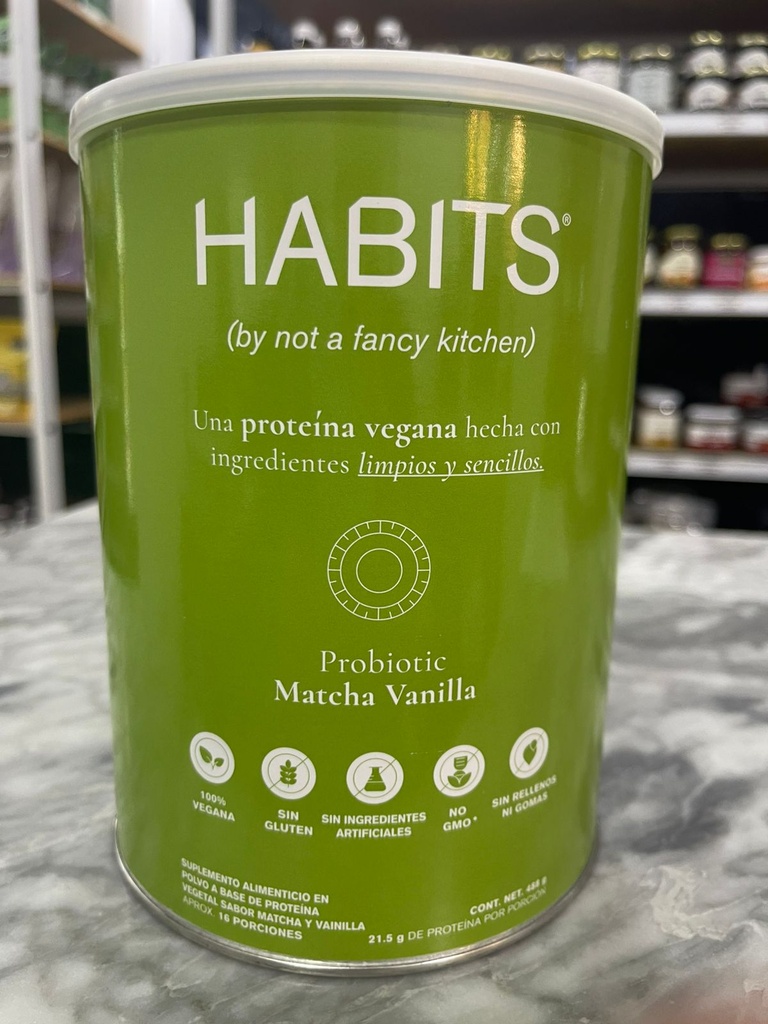 HABITS®
(by not a fancy kitchen)
Una proteína vegana hecha con
ingredientes limpios y sencillos.
Probiotic
Matcha Vanilla
100%
VEGANA
SIN
GLUTEN
SIN INGREDIENTES
ARTIFICIALES
NO
GMO*
SIN RELLENOS
NI GOMAS
SUPLEMENTO ALIMENTICIO EN
POLVO A BASE DE PROTEÍNA
VEGETAL SABOR MATCHA Y VAINILLA
APROX. 16 PORCIONES
CONT. NET. 488 g
21.5 g DE PROTEÍNA POR PORCIÓN